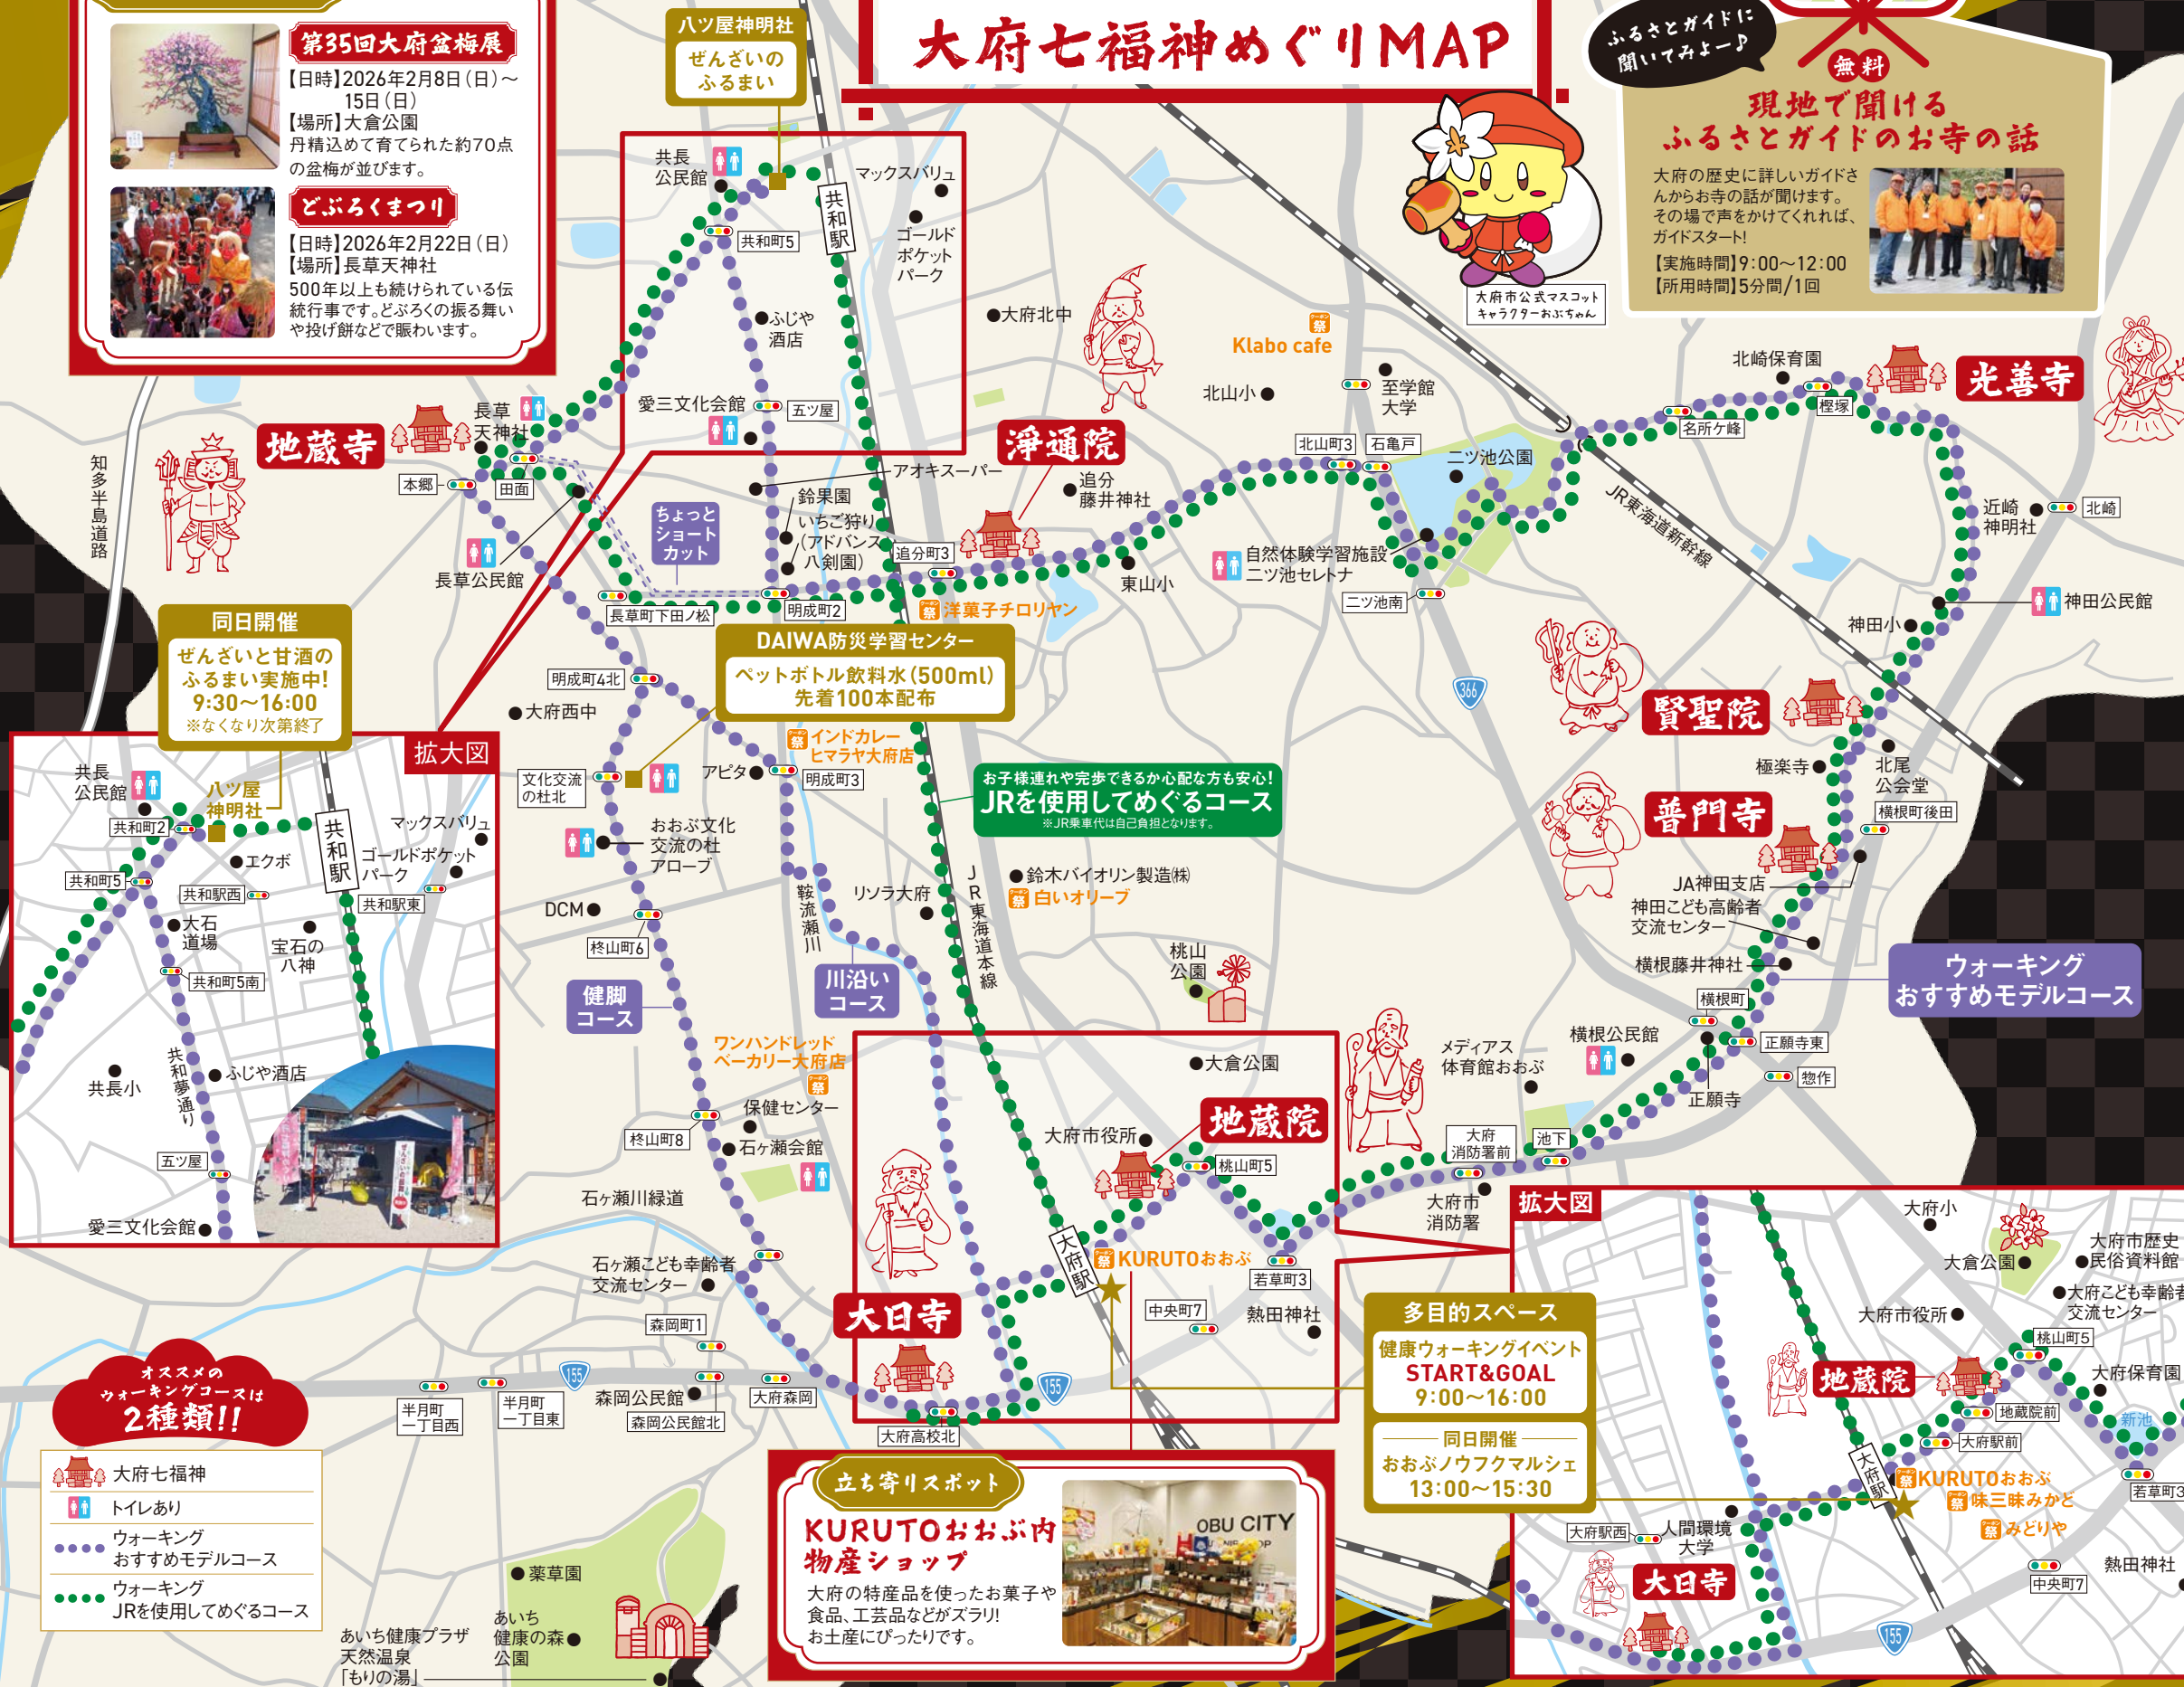 大府七福神めぐりMAP
第35回大府盆梅展
【日時】2026年2月8日(日)～
15日(日)
【場所】大倉公園
丹精込めて育てられた約70点
の盆梅が並びます。
どぶろくまつり
【日時】2026年2月22日(日)
【場所】長草天神社
500年以上も続けられている伝
統行事です。どぶろくの振る舞い
や投げ餅などで賑わいます。
八ツ屋神明社
ぜんざいの
ふるまい
ふるさとガイドに
聞いてみよー♪
無料
現地で聞ける
ふるさとガイドのお寺の話
大府の歴史に詳しいガイドさ
んからお寺の話が聞けます。
その場で声をかけてくれれば、
ガイドスタート!
【実施時間】9:00～12:00
【所用時間】5分間/1回
大府市公式マスコット
キャラクターおぶちゃん
共長
公民館
共和町5
共和駅
マックスバリュ
ゴールド
ポケット
パーク
ふじや
酒店
愛三文化会館
五ツ屋
大府北中
クーポン
祭
Klabo cafe
北山小
至学館
大学
北崎保育園
光善寺
樫塚
名所ケ峰
地蔵寺
長草
天神社
本郷
田面
知多半島道路
長草公民館
ちょっと
ショート
カット
アオキスーパー
鈴果園
いちご狩り
(アドバンス
八剣園)
浄通院
追分
藤井神社
追分町3
北山町3
石亀戸
二ツ池公園
JR東海道新幹線
近崎
神明社
北崎
自然体験学習施設
二ツ池セレトナ
東山小
二ツ池南
長草町下田ノ松
明成町2
クーポン
祭
洋菓子チロリヤン
神田公民館
神田小
366
同日開催
ぜんざいと甘酒の
ふるまい実施中!
9:30～16:00
※なくなり次第終了
DAIWA防災学習センター
ペットボトル飲料水(500ml)
先着100本配布
明成町4北
大府西中
クーポン
祭
インドカレー
ヒマラヤ大府店
アピタ
明成町3
文化交流
の杜北
賢聖院
極楽寺
北尾
公会堂
横根町後田
普門寺
お子様連れや完歩できるか心配な方も安心!
JRを使用してめぐるコース
※JR乗車代は自己負担となります。
おおぶ文化
交流の杜
アローブ
鞍流瀬川
リソラ大府
JR東海道本線
鈴木バイオリン製造㈱
クーポン
祭
白いオリーブ
JA神田支店
神田こども高齢者
交流センター
横根藤井神社
ウォーキング
おすすめモデルコース
DCM
柊山町6
健脚
コース
川沿い
コース
桃山
公園
横根町
正願寺東
惣作
正願寺
横根公民館
メディアス
体育館おおぶ
拡大図
共長
公民館
八ツ屋
神明社
共和町2
エクボ
共和駅
マックスバリュ
ゴールドポケット
パーク
共和町5
共和駅西
共和駅東
大石
道場
宝石の
八神
共和町5南
共和夢通り
共長小
ふじや酒店
五ツ屋
愛三文化会館
ワンハンドレッド
ベーカリー大府店
クーポン
祭
保健センター
柊山町8
石ヶ瀬会館
石ヶ瀬川緑道
石ヶ瀬こども幸齢者
交流センター
大倉公園
大府市役所
地蔵院
桃山町5
大府
消防署前
池下
大府市
消防署
大府駅
クーポン
祭
KURUTOおおぶ
若草町3
中央町7
熱田神社
大日寺
森岡町1
155
155
半月町
一丁目西
半月町
一丁目東
森岡公民館
森岡公民館北
大府森岡
大府高校北
多目的スペース
健康ウォーキングイベント
START&GOAL
9:00～16:00
同日開催
おおぶノウフクマルシェ
13:00～15:30
オススメの
ウォーキングコースは
2種類!!
大府七福神
トイレあり
ウォーキング
おすすめモデルコース
ウォーキング
JRを使用してめぐるコース
薬草園
あいち
健康の森
公園
あいち健康プラザ
天然温泉
「もりの湯」
立ち寄りスポット
KURUTOおおぶ内
物産ショップ
大府の特産品を使ったお菓子や
食品、工芸品などがズラリ!
お土産にぴったりです。
OBU CITY
拡大図
大府小
大倉公園
大府市歴史
民俗資料館
大府こども幸齢者
交流センター
大府市役所
桃山町5
地蔵院
大府保育園
地蔵院前
新池
大府駅前
大府駅
クーポン
祭
KURUTOおおぶ
クーポン
祭
味三昧みかど
クーポン
祭
みどりや
若草町3
大府駅西
人間環境
大学
大日寺
中央町7
熱田神社
155